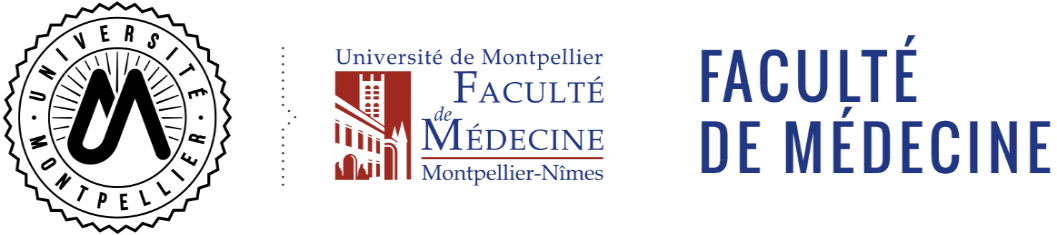 · UNIVERSITÉ ·
MONTPELLIER
Université de Montpellier
FACULTÉ
de
MÉDECINE
Montpellier-Nîmes
FACULTÉ
DE MÉDECINE